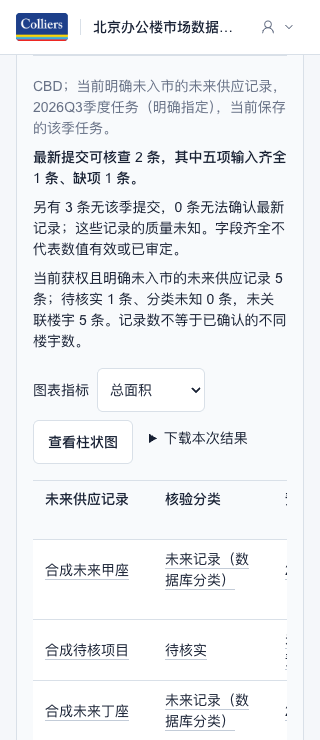 Colliers
北京办公楼市场数据…
CBD；当前明确未入市的未来供应记录，
2026Q3季度任务（明确指定），当前保存
的该季任务。
最新提交可核查 2 条，其中五项输入齐全
1 条、缺项 1 条。
另有 3 条无该季提交，0 条无法确认最新
记录；这些记录的质量未知。字段齐全不
代表数值有效或已审定。
当前获权且明确未入市的未来供应记录 5
条；待核实 1 条、分类未知 0 条，未关
联楼宇 5 条。记录数不等于已确认的不同
楼宇数。
图表指标 总面积
查看柱状图 ▶ 下载本次结果
未来供应记录 核验分类
合成未来甲座 未来记录（数
据库分类）
合成待核项目 待核实
合成未来丁座 未来记录（数
据库分类）